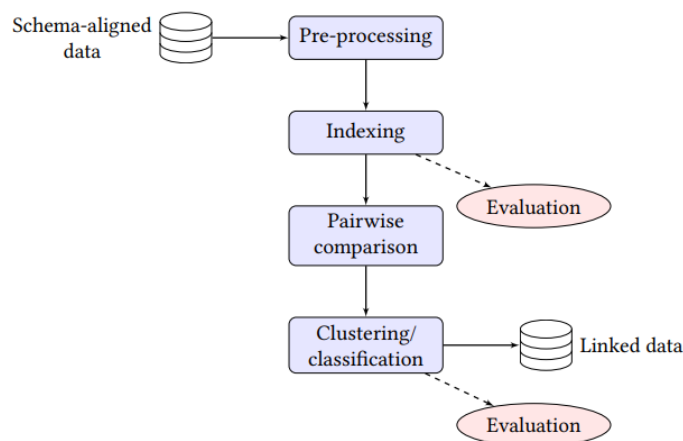 Schema-aligned
data
Pre-processing
Indexing
Evaluation
Pairwise
comparison
Clustering/
classification
Linked data
Evaluation